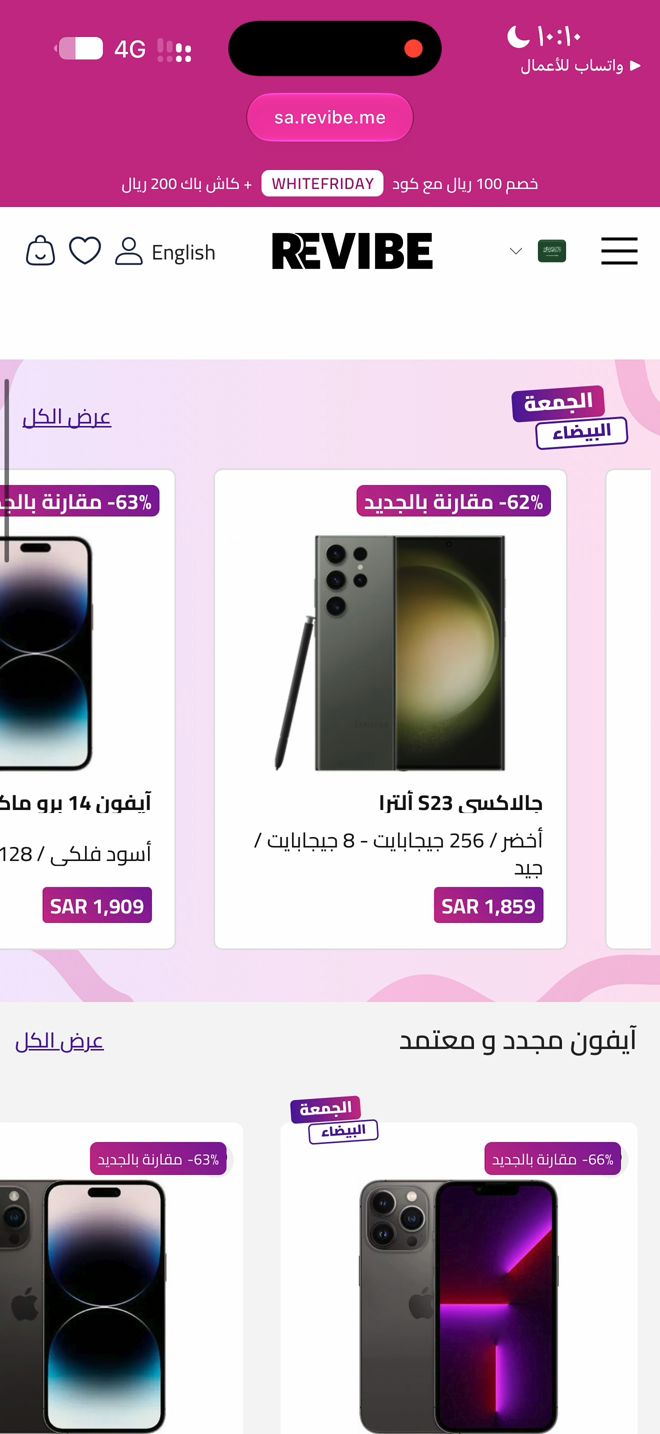 ١٠:١٠
4G
◀ واتساب للأعمال
sa.revibe.me
خصم 100 ريال مع كود WHITEFRIDAY + كاش باك 200 ريال
REVIBE
English
الجمعة
البيضاء
عرض الكل
-62% مقارنة بالجديد
جالاكسي S23 ألترا
أخضر / 256 جيجابايت - 8 جيجابايت /
جيد
SAR 1,859
-63% مقارنة
آيفون 14 برو
أسود فلكي / 128
SAR 1,909
آيفون مجدد و معتمد
عرض الكل
الجمعة
البيضاء
-66% مقارنة بالجديد
-63% مقارنة بالجديد